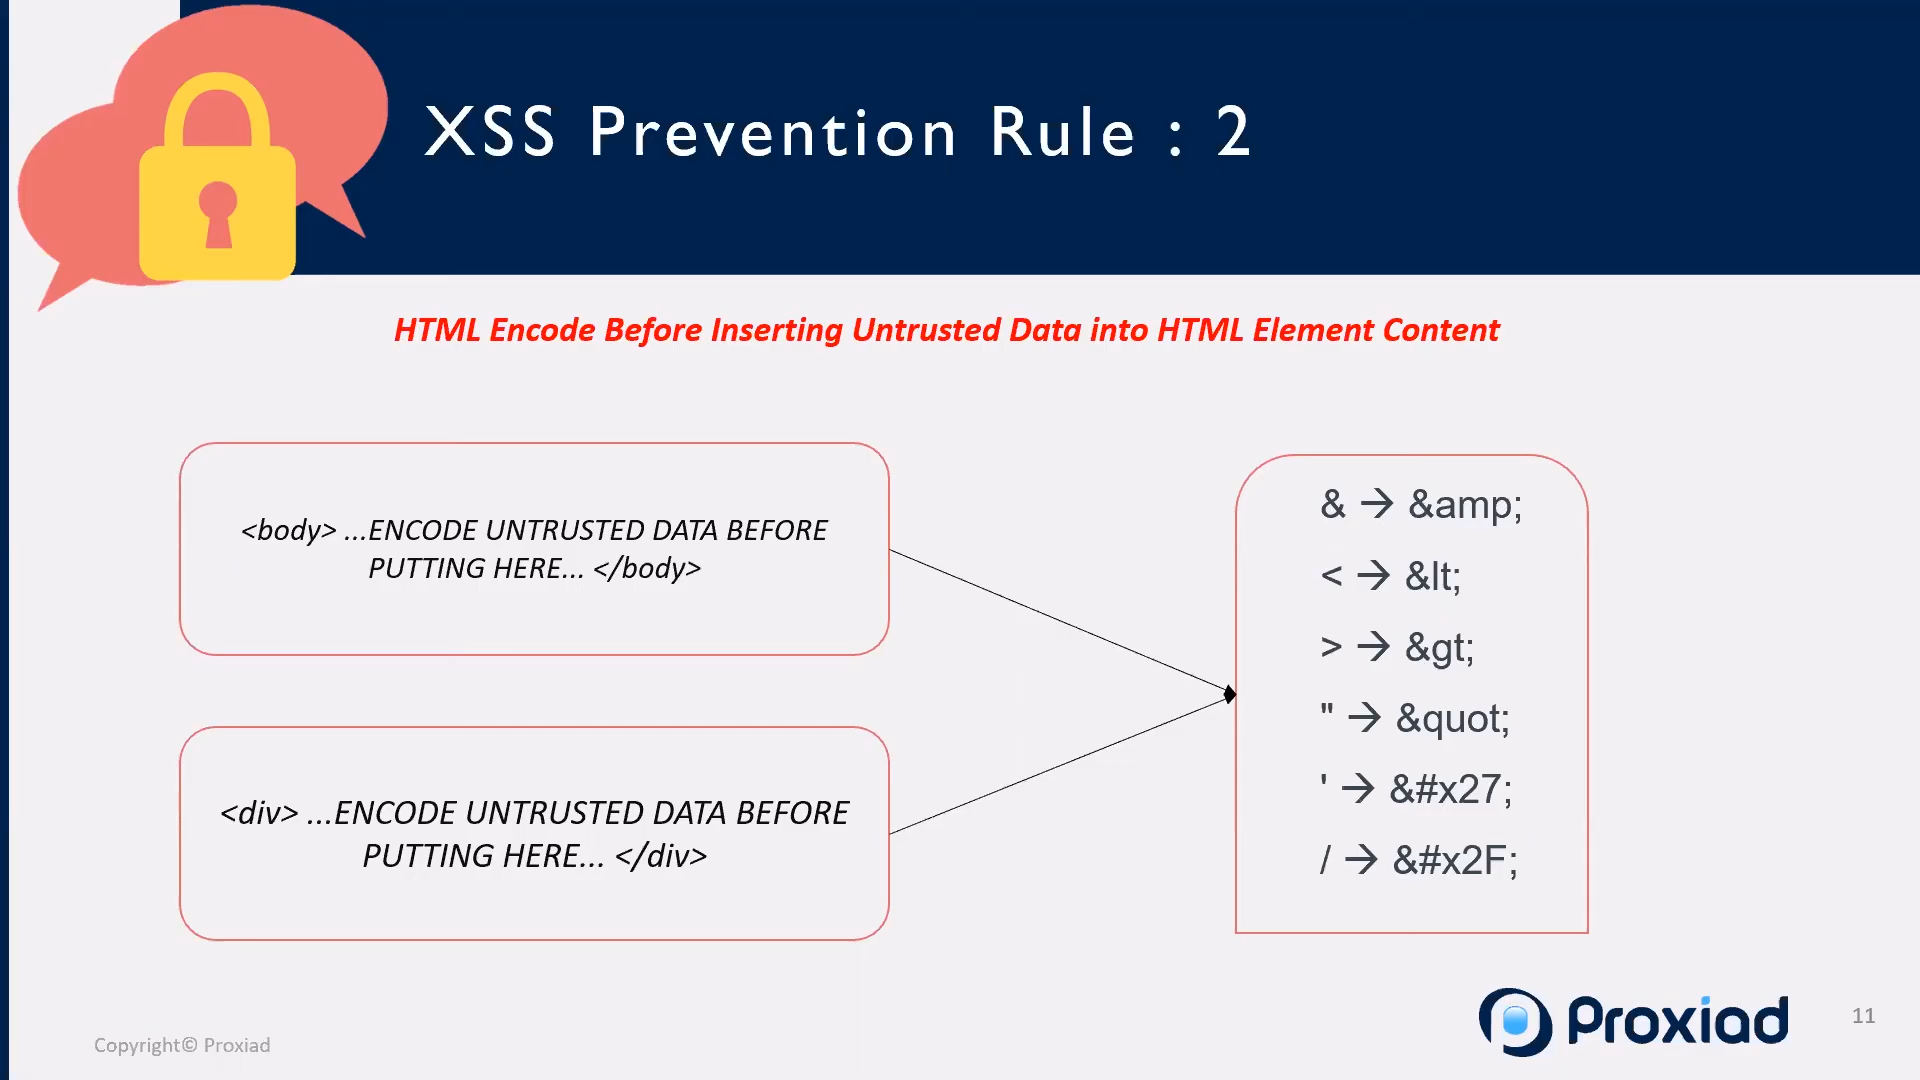 XSS Prevention Rule : 2
HTML Encode Before Inserting Untrusted Data into HTML Element Content
<body> ...ENCODE UNTRUSTED DATA BEFORE
PUTTING HERE... </body>
<div> ...ENCODE UNTRUSTED DATA BEFORE
PUTTING HERE... </div>
& → &amp;
< → &lt;
> → &gt;
" → &quot;
' → &#x27;
/ → &#x2F;
Proxiad
11
Copyright© Proxiad